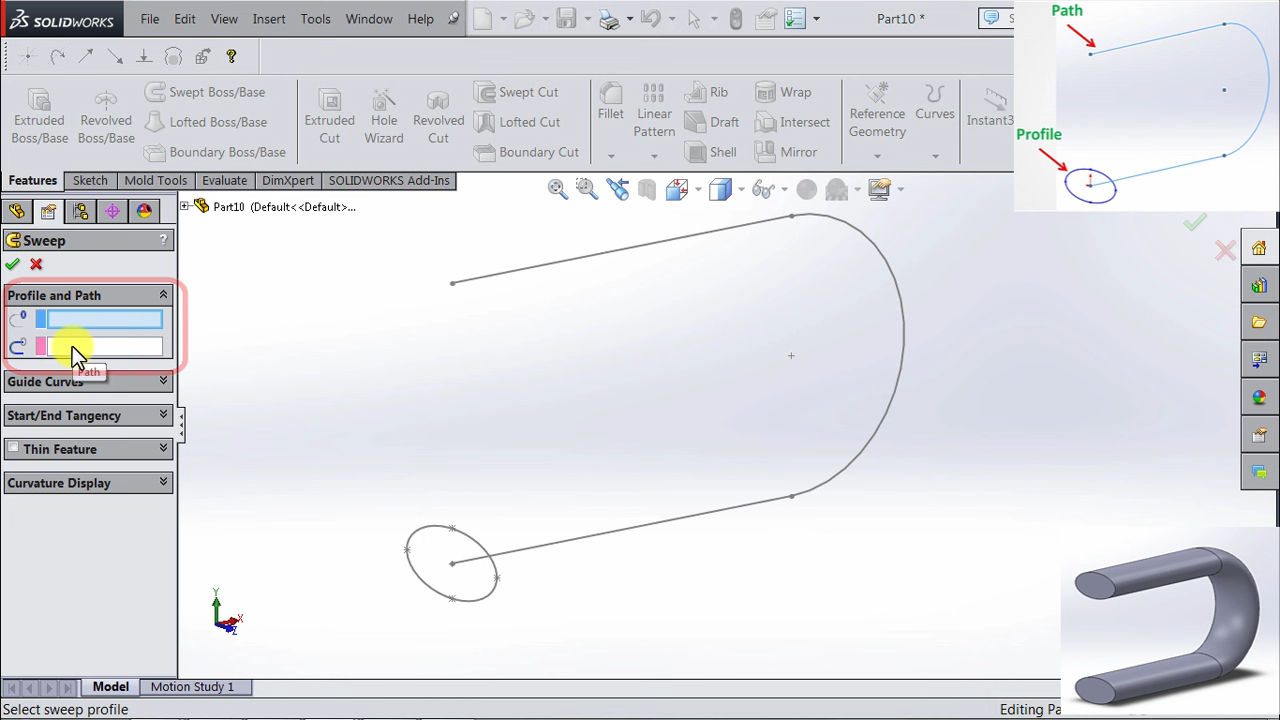 SOLIDWORKS File Edit View Insert Tools Window Help Part10 * S
Path
?
Extruded Boss/Base
Revolved Boss/Base
Swept Boss/Base
Lofted Boss/Base
Boundary Boss/Base
Extruded Cut
Hole Wizard
Revolved Cut
Swept Cut
Lofted Cut
Boundary Cut
Fillet
Linear Pattern
Rib
Draft
Shell
Wrap
Intersect
Mirror
Reference Geometry
Curves
Instant3
Profile
Features Sketch Mold Tools Evaluate DimXpert SOLIDWORKS Add-Ins
Part10 (Default<<Default>...
Sweep ?
Profile and Path
Path
Guide Curves
Start/End Tangency
Thin Feature
Curvature Display
Y
X
Z
Model Motion Study 1
Select sweep profile Editing Pa